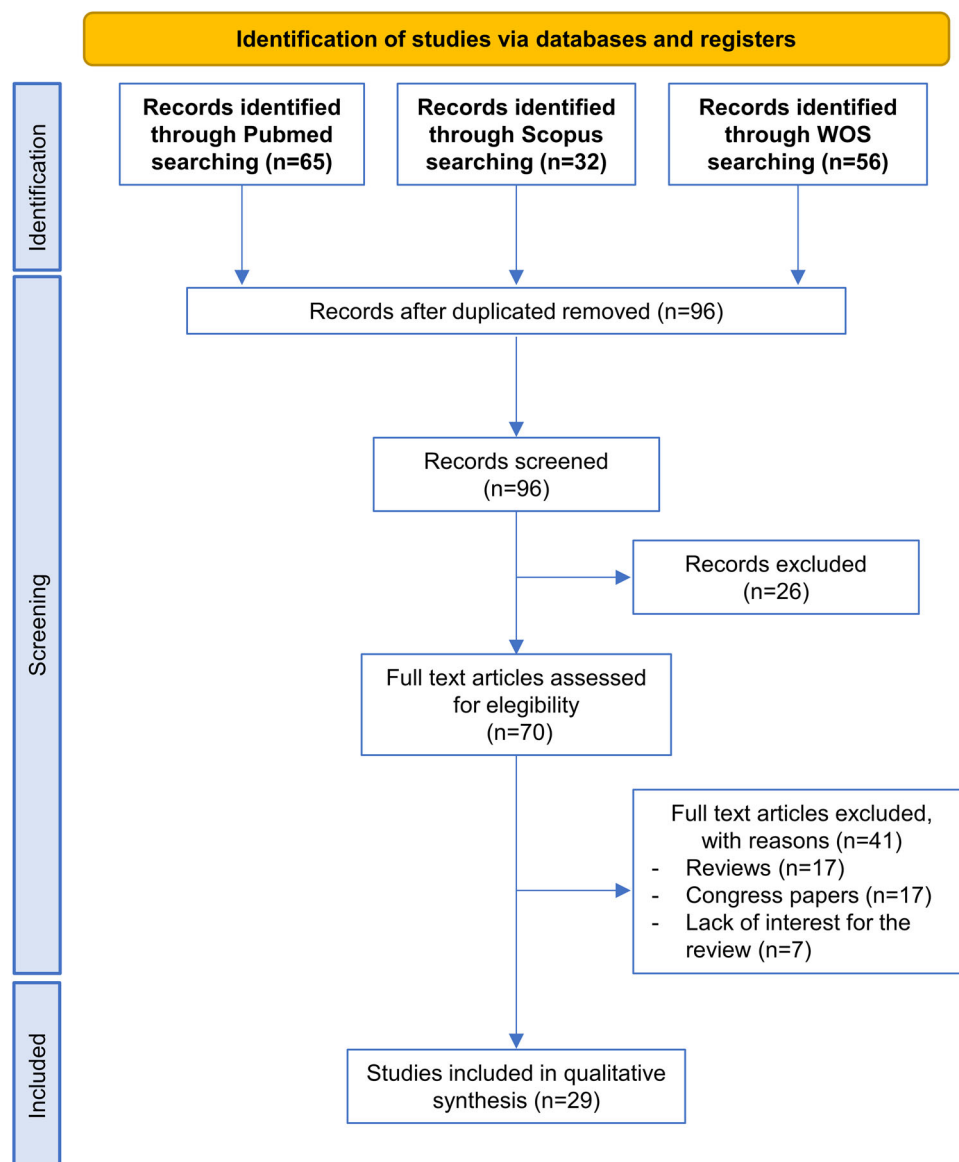 Identification of studies via databases and registers
Identification
Records identified
through Pubmed
searching (n=65)
Records identified
through Scopus
searching (n=32)
Records identified
through WOS
searching (n=56)
Screening
Records after duplicated removed (n=96)
Records screened
(n=96)
Records excluded
(n=26)
Full text articles assessed
for elegibility
(n=70)
Full text articles excluded,
with reasons (n=41)
- Reviews (n=17)
- Congress papers (n=17)
- Lack of interest for the
review (n=7)
Included
Studies included in qualitative
synthesis (n=29)